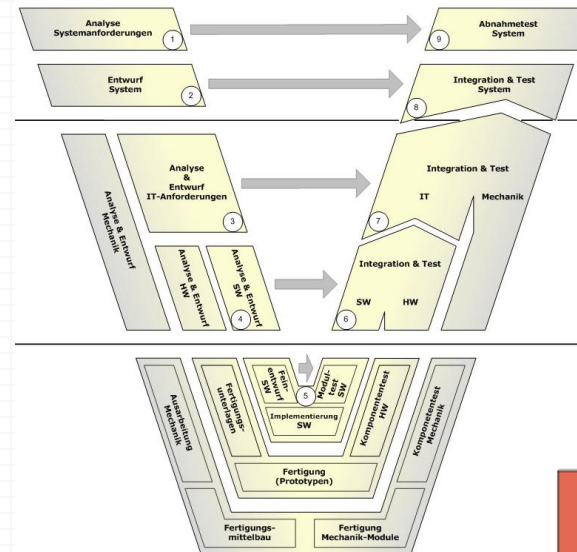 Analyse
Systemanforderungen
1
Abnahmetest
System
9
Entwurf
System
2
Integration & Test
System
8
Analyse & Entwurf
Mechanik
Analyse
&
Entwurf
IT-Anforderungen
3
Integration & Test
IT
Mechanik
7
Analyse & Entwurf
HW
Analyse & Entwurf
SW
4
Integration & Test
SW
HW
6
Ausarbeitung
Mechanik
Fertigungs-
unterlagen
Fein-
entwurf
SW
5
Modul-
test
SW
Implementierung
SW
Komponententest
HW
Komponetentest
Mechanik
Fertigung
(Prototypen)
Fertigungs-
mittelbau
Fertigung
Mechanik-Module